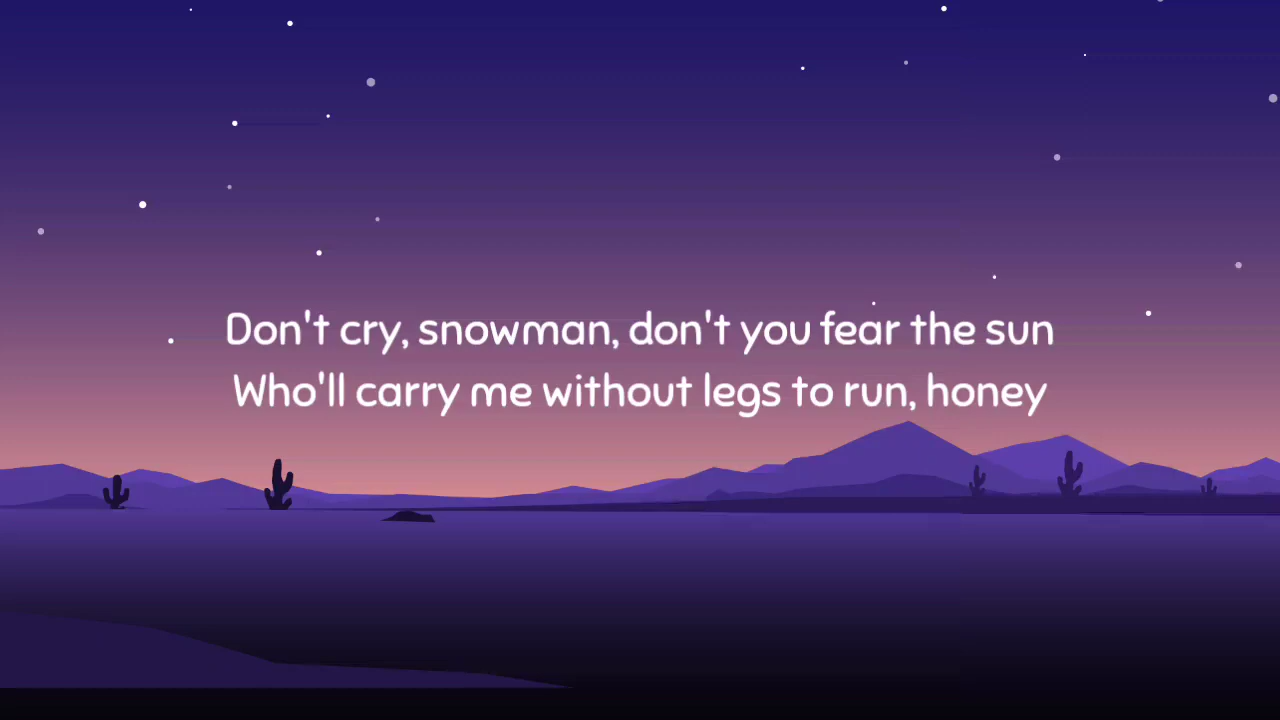 Don't cry, snowman, don't you fear the sun
Who'll carry me without legs to run, honey